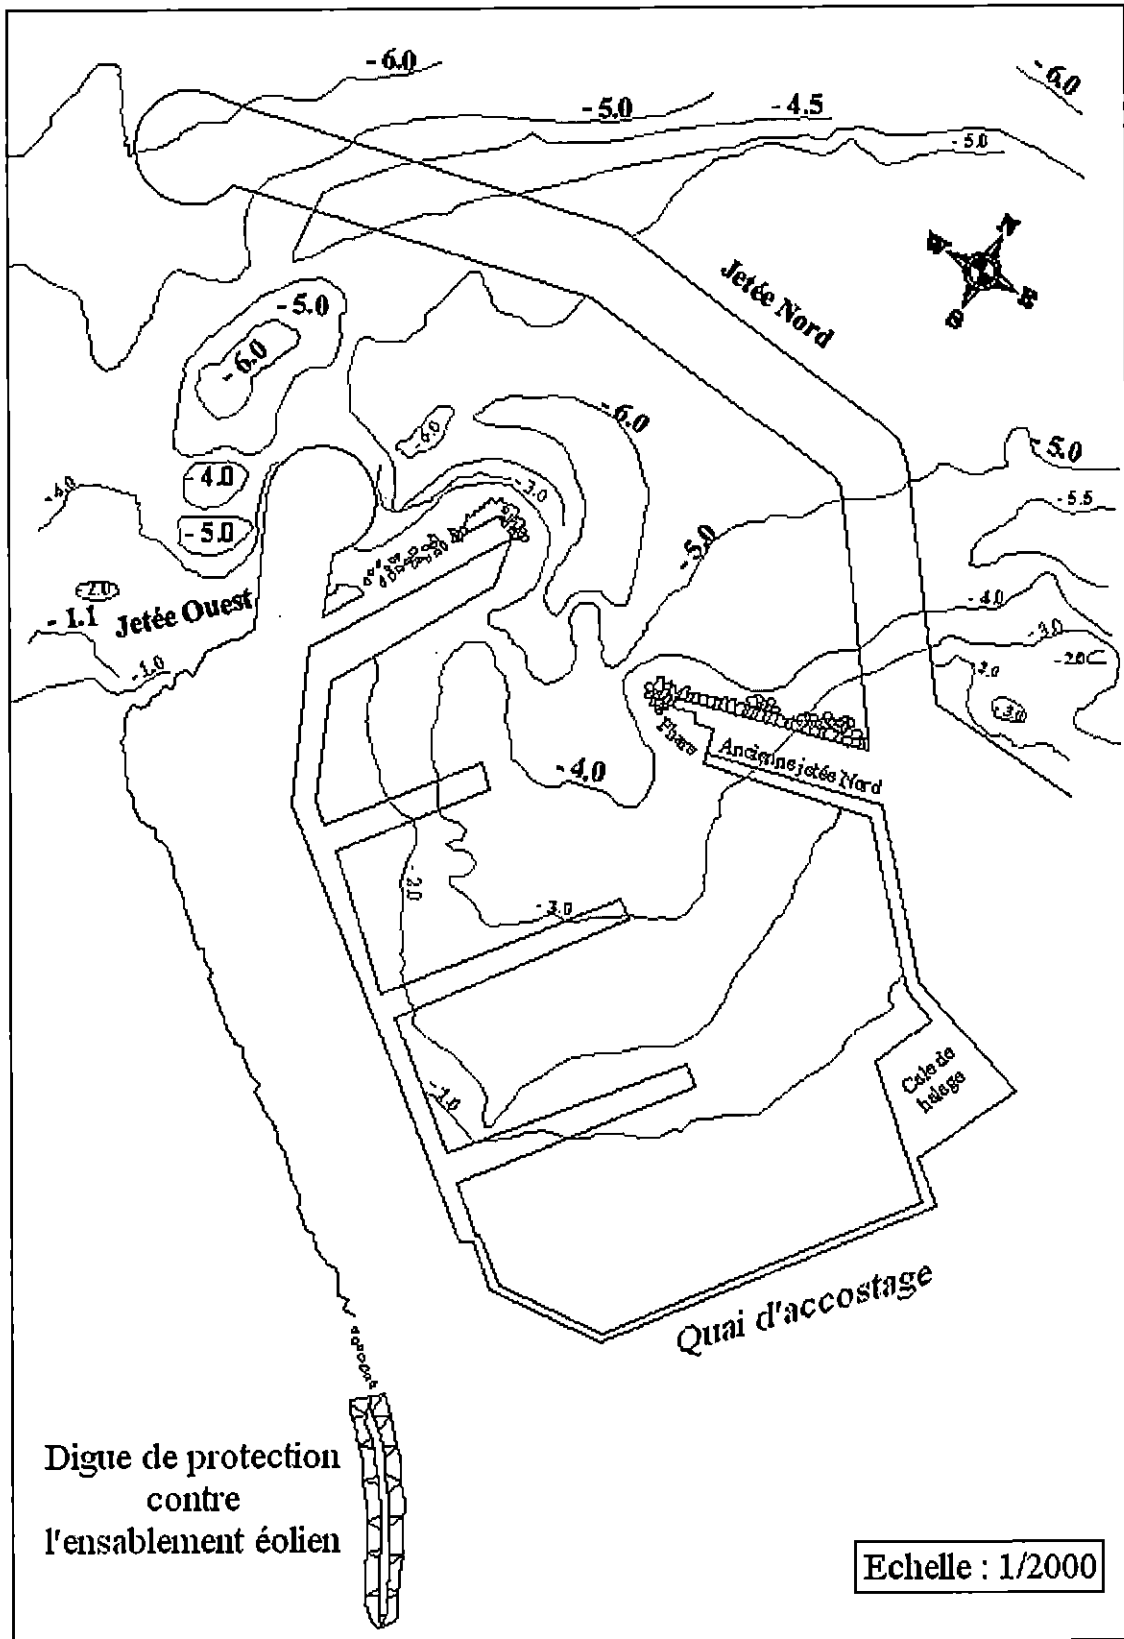 - 6.0
- 6.0
- 5.0
- 4.5
- 5.0
N
W
E
S
Jetée Nord
- 5.0
- 6.0
- 6.0
- 6.0
- 5.0
- 4.0
- 4.0
- 3.0
- 5.5
- 5.0
- 5.0
- 2.0
- 4.0
- 1.1
Jetée Ouest
- 3.0
- 2.0
- 1.0
- 2.0
- 3.0
Phare
Ancienne jetée Nord
- 4.0
- 2.0
- 3.0
- 1.0
Cale de
halage
Quai d'accostage
Digue de protection
contre
l'ensablement éolien
Echelle : 1/2000